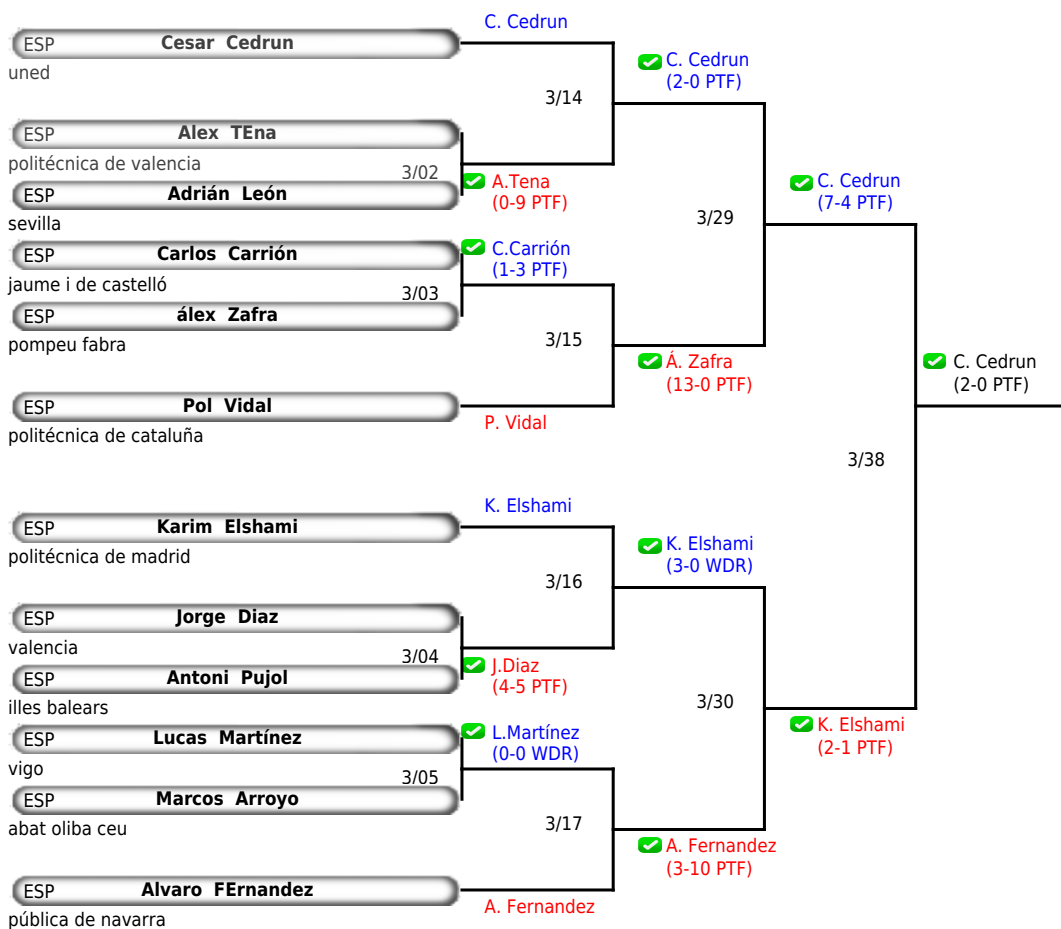 C. Cedrun
ESP Cesar Cedrun
uned
C. Cedrun
(2-0 PTF)
3/14
ESP Alex TEna
politécnica de valencia
3/02
A.Tena
(0-9 PTF)
C. Cedrun
(7-4 PTF)
ESP Adrián León
sevilla
3/29
ESP Carlos Carrión
C.Carrión
(1-3 PTF)
jaume i de castelló
3/03
ESP álex Zafra
pompeu fabra
3/15
Á. Zafra
(13-0 PTF)
C. Cedrun
(2-0 PTF)
ESP Pol Vidal
P. Vidal
politécnica de cataluña
3/38
K. Elshami
ESP Karim Elshami
politécnica de madrid
K. Elshami
(3-0 WDR)
3/16
ESP Jorge Diaz
valencia
3/04
J.Diaz
(4-5 PTF)
ESP Antoni Pujol
illes balears
3/30
ESP Lucas Martínez
L.Martínez
(0-0 WDR)
K. Elshami
(2-1 PTF)
vigo
3/05
ESP Marcos Arroyo
abat oliba ceu
3/17
A. Fernandez
(3-10 PTF)
ESP Alvaro FErnandez
A. Fernandez
pública de navarra